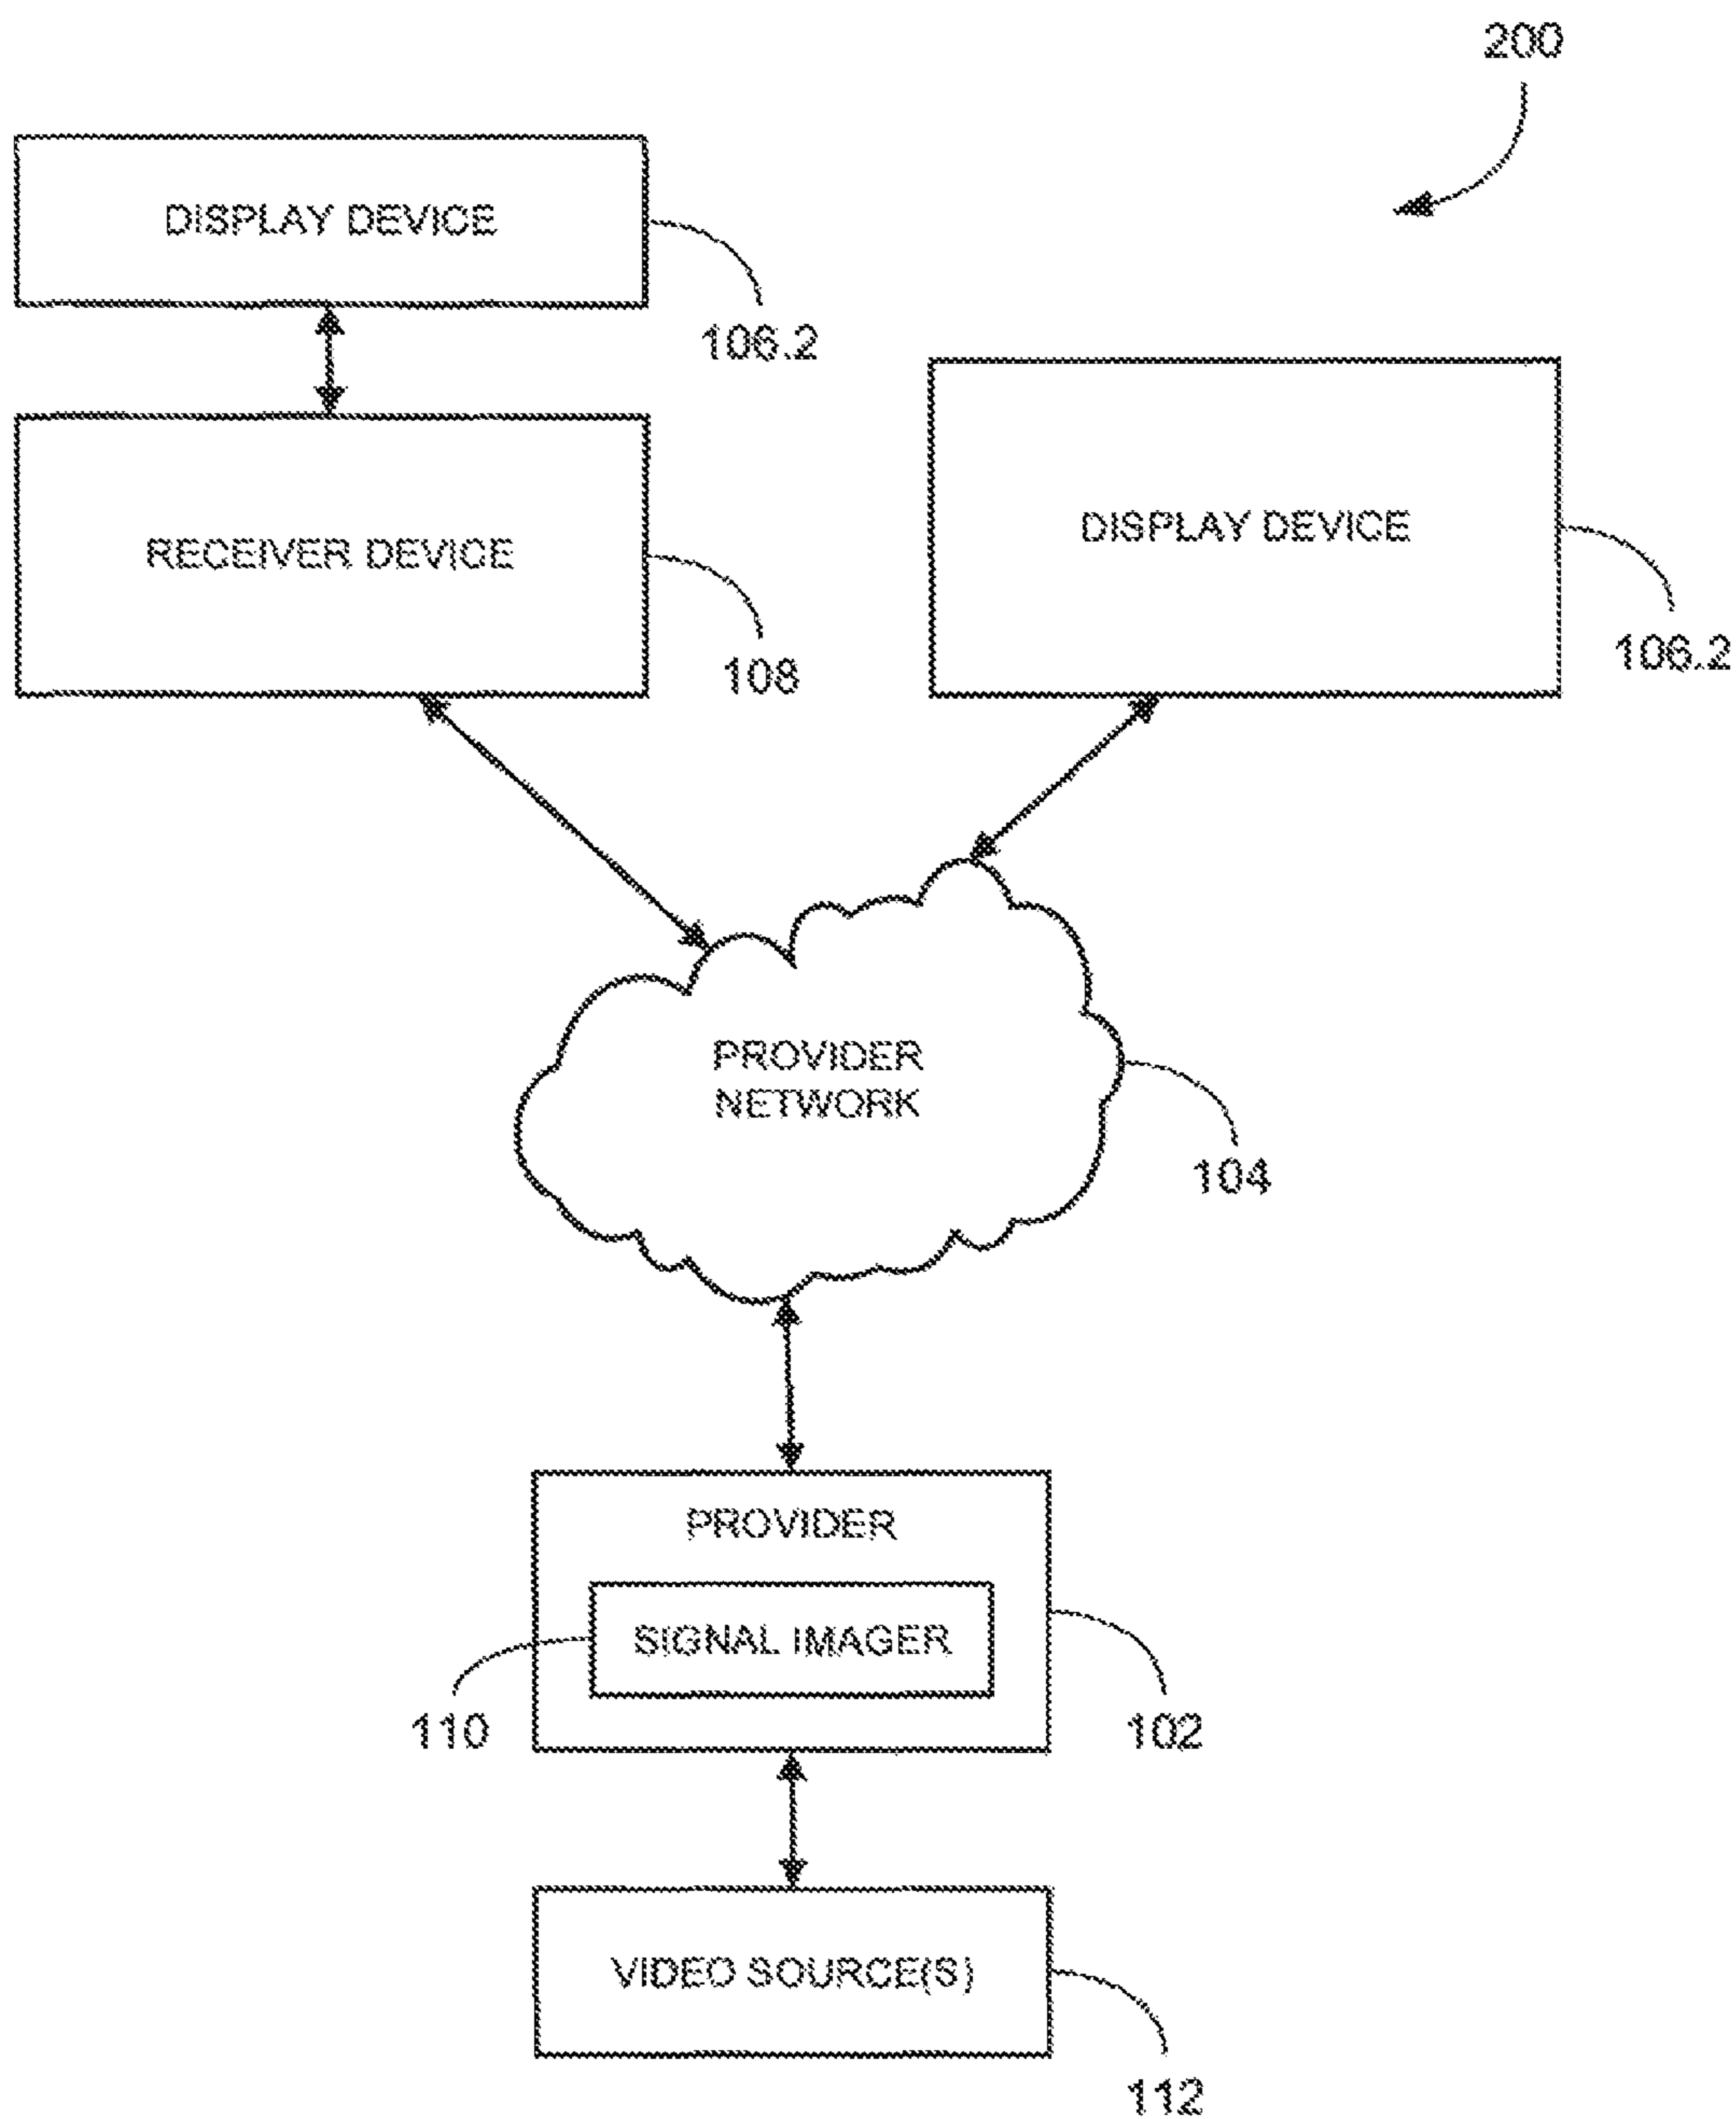 200
DISPLAY DEVICE
106.2
RECEIVER DEVICE
108
DISPLAY DEVICE
106.2
PROVIDER
NETWORK
104
PROVIDER
SIGNAL IMAGER
110
102
VIDEO SOURCE(S)
112